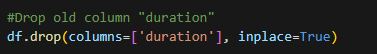 #Drop old column "duration"
df.drop(columns=['duration'], inplace=True)